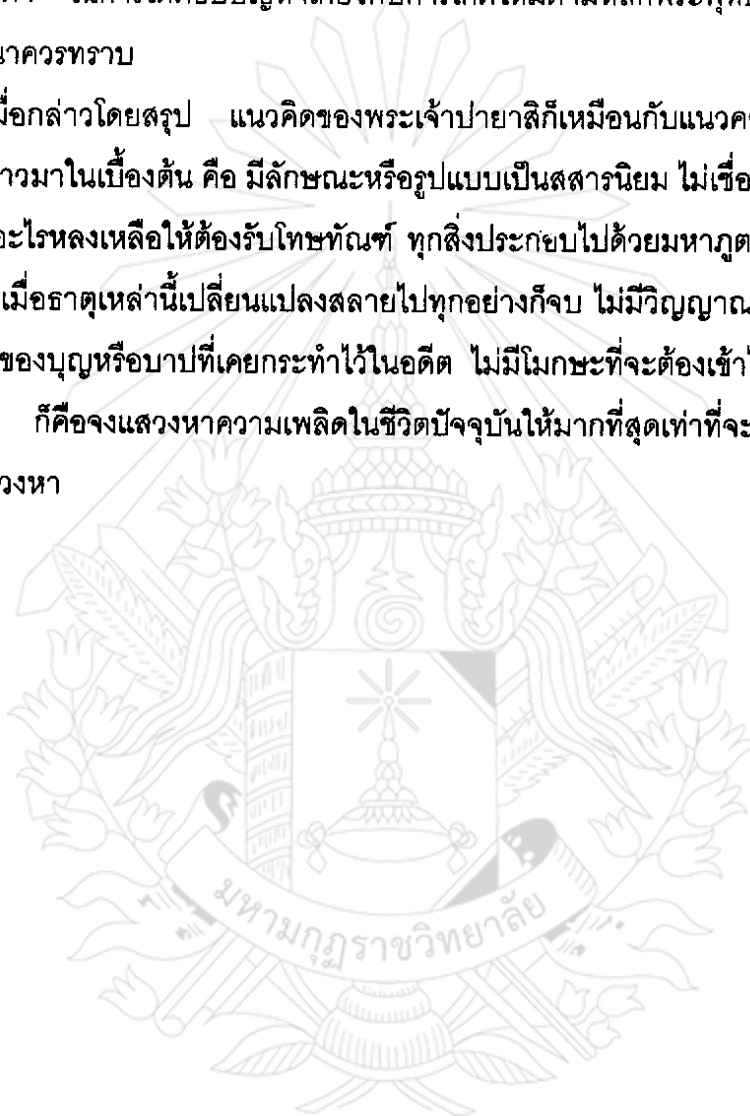 นาควรทราบ
มื่อกล่าวโดยสรุป แนวคิดของพระเจ้าปายาสิก็เหมือนกับแนวค
าวมาในเบื้องต้น คือ มีลักษณะหรือรูปแบบเป็นสสารนิยม ไม่เชื่อ
อะไรหลงเหลือให้ต้องรับโทษทัณฑ์ ทุกสิ่งประกอบไปด้วยมหาภูต
เมื่อธาตุเหล่านี้เปลี่ยนแปลงสลายไปทุกอย่างก็จบ ไม่มีวิญญาณ
ของบุญหรือบาปที่เคยกระทำไว้ในอดีต ไม่มีโมกษะที่จะต้องเข้า
ก็คือจงแสวงหาความเพลิดในชีวิตปัจจุบันให้มากที่สุดเท่าที่จะ
วงหา
มหามกุฏราชวิทยาลัย